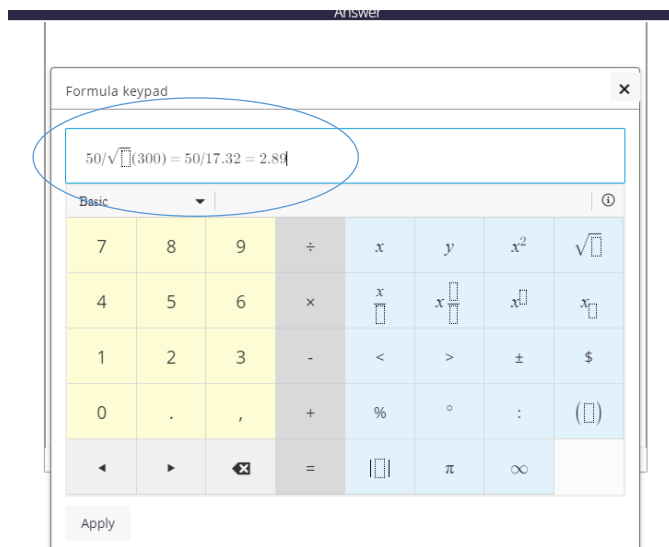 Answer
Formula keypad ×
50/√(300) = 50/17.32 = 2.89
Basic
7 8 9 ÷ x y x² √
4 5 6 × x x x x
1 2 3 - < > ± $
0 . , + % ° : ()
= || π ∞
Apply